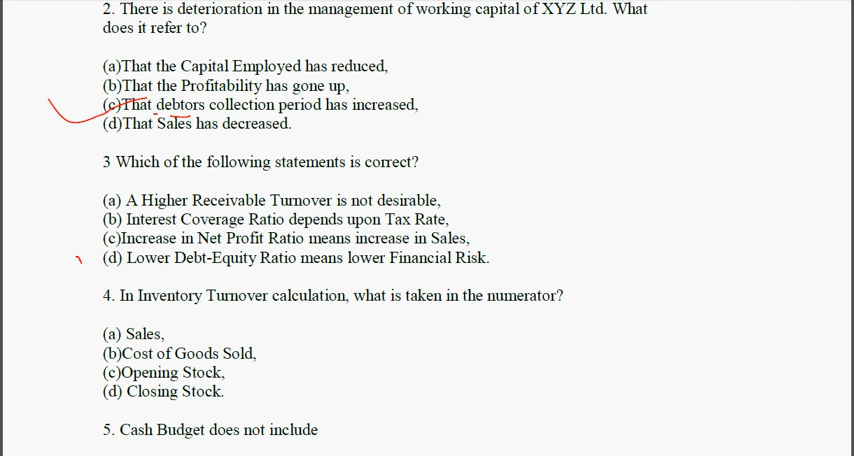 2. There is deterioration in the management of working capital of XYZ Ltd. What
does it refer to?
(a)That the Capital Employed has reduced,
(b)That the Profitability has gone up,
(c)That debtors collection period has increased,
(d)That Sales has decreased.
3 Which of the following statements is correct?
(a) A Higher Receivable Turnover is not desirable,
(b) Interest Coverage Ratio depends upon Tax Rate,
(c)Increase in Net Profit Ratio means increase in Sales,
(d) Lower Debt-Equity Ratio means lower Financial Risk.
4. In Inventory Turnover calculation, what is taken in the numerator?
(a) Sales,
(b)Cost of Goods Sold,
(c)Opening Stock,
(d) Closing Stock.
5. Cash Budget does not include